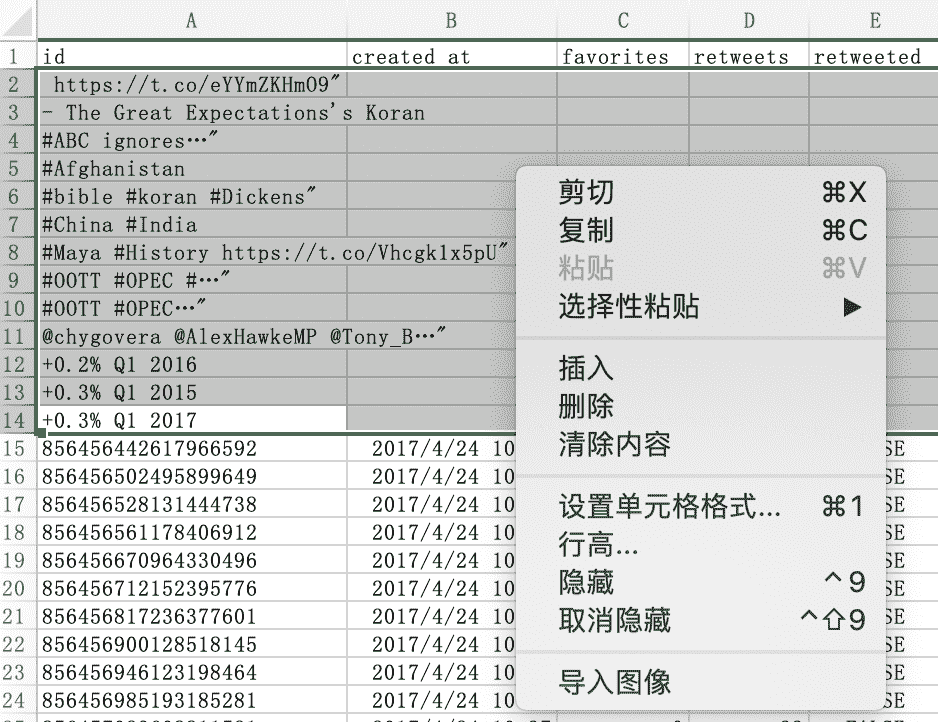 A B C D E
1 id created at favorites retweets retweeted
2 https://t.co/eYYmZKHmO9″
3 - The Great Expectations's Koran
4 #ABC ignores…″
5 #Afghanistan
6 #bible #koran #Dickens″
7 #China #India
8 #Maya #History https://t.co/Vhcgk1x5pU″
9 #OOTT #OPEC #…″
10 #OOTT #OPEC…″
11 @chygovera @AlexHawkeMP @Tony_B…″
12 +0.2% Q1 2016
13 +0.3% Q1 2015
14 +0.3% Q1 2017
15 856456442617966592 2017/4/24 10 SE
16 856456502495899649 2017/4/24 10 SE
17 856456528131444738 2017/4/24 10 SE
18 856456561178406912 2017/4/24 10 SE
19 856456670964330496 2017/4/24 10 SE
20 856456712152395776 2017/4/24 10 SE
21 856456817236377601 2017/4/24 10 SE
22 856456900128518145 2017/4/24 10 SE
23 856456946123198464 2017/4/24 10 SE
24 856456985193185281 2017/4/24 10 SE
剪切 ⌘X
复制 ⌘C
粘贴 ⌘V
选择性粘贴 ▶
插入
删除
清除内容
设置单元格格式... ⌘1
行高...
隐藏 ^9
取消隐藏 ^⇧9
导入图像